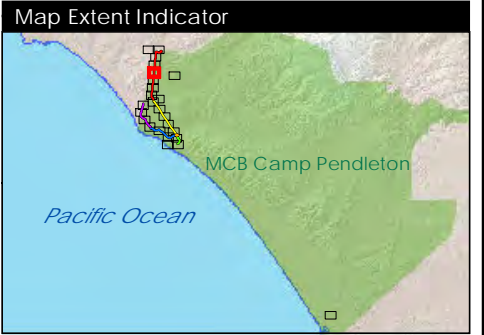 Map Extent Indicator
MCB Camp Pendleton
Pacific Ocean